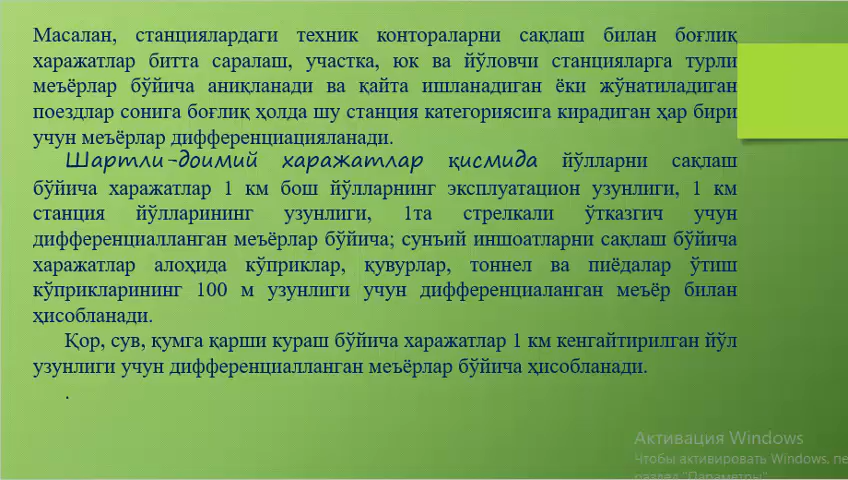 Масалан, станциялардаги техник контораларни сақлаш билан боғлиқ
харажатлар битта саралаш, участка, юк ва йўловчи станцияларга турли
меъёрлар бўйича аниқланади ва қайта ишланадиган ёки жўнатиладиган
поездлар сонига боғлиқ ҳолда шу станция категориясига кирадиган ҳар бири
учун меъёрлар дифференциацияланади.
Шартли-доимий харажатлар қисмида йўлларни сақлаш
бўйича харажатлар 1 км бош йўлларнинг эксплуатацион узунлиги, 1 км
станция йўлларининг узунлиги, 1та стрелкали ўтказгич учун
дифференциалланган меъёрлар бўйича; сунъий иншоатларни сақлаш бўйича
харажатлар алоҳида кўприклар, қувурлар, тоннел ва пиёдалар ўтиш
кўприкларининг 100 м узунлиги учун дифференциаланган меъёр билан
ҳисобланади.
Қор, сув, қумга қарши кураш бўйича харажатлар 1 км кенгайтирилган йўл
узунлиги учун дифференциалланган меъёрлар бўйича ҳисобланади.
.
Активация Windows
Чтобы активировать Windows, пе
раздел "Параметры"